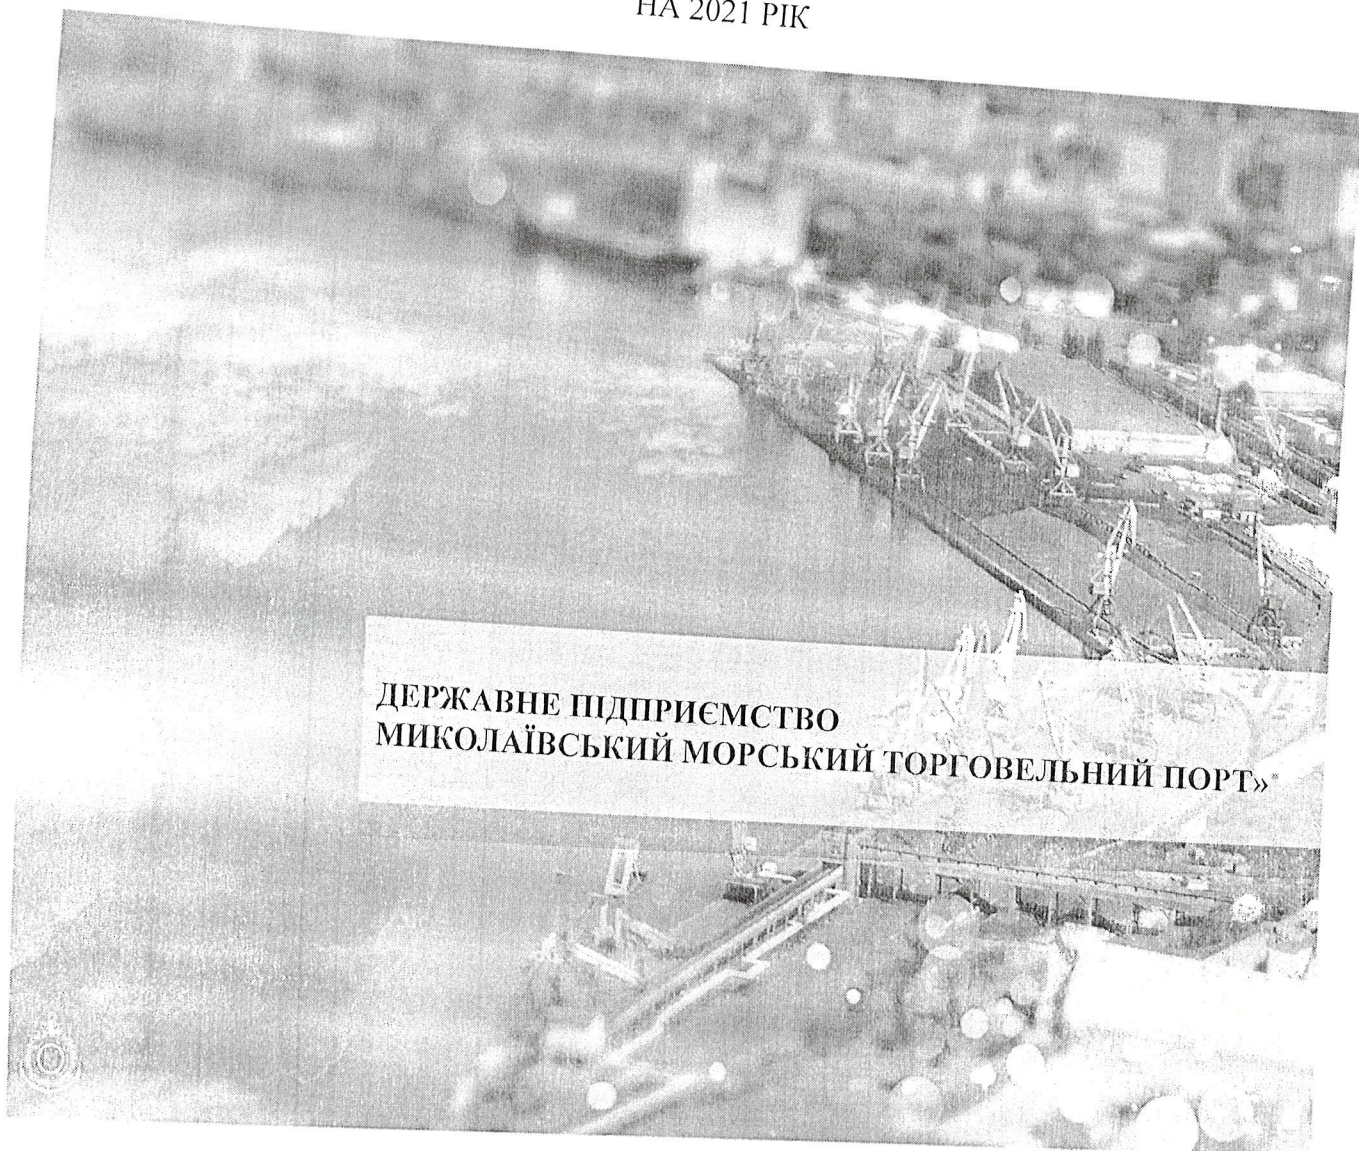 НА 2021 РІК
ДЕРЖАВНЕ ПІДПРИЄМСТВО
МИКОЛАЇВСЬКИЙ МОРСЬКИЙ ТОРГОВЕЛЬНИЙ ПОРТ»